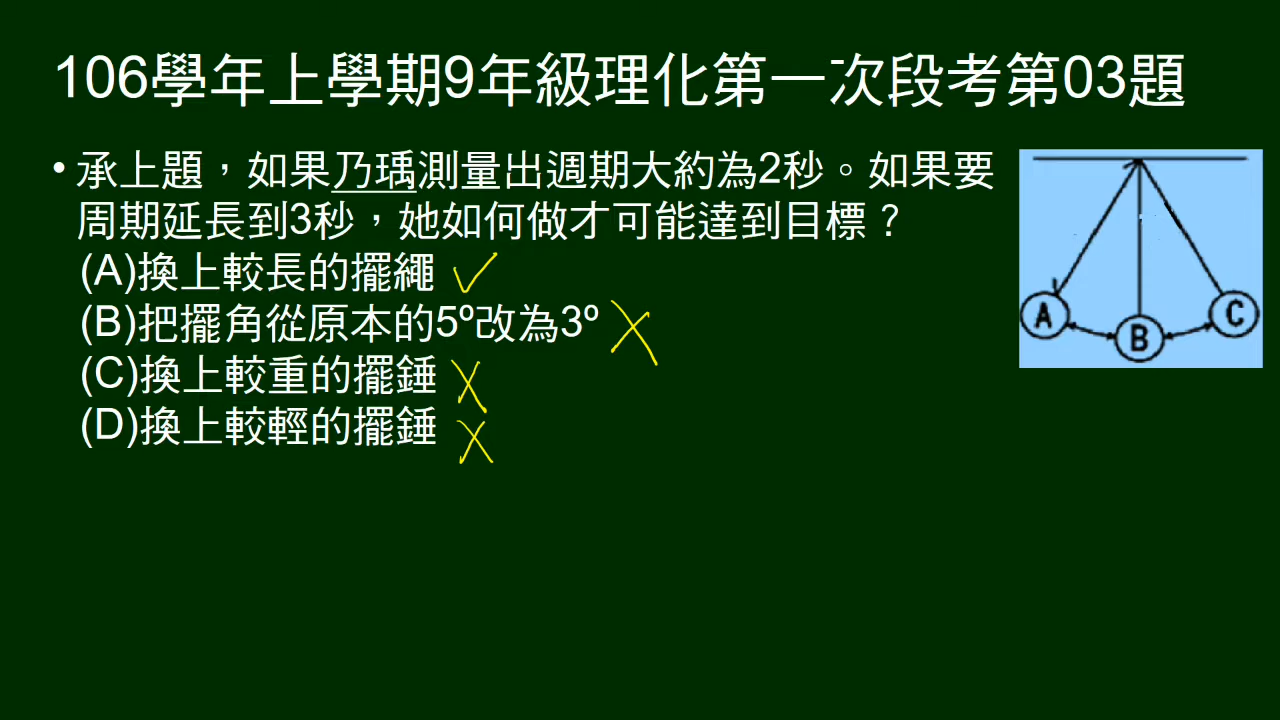 106學年上學期9年級理化第一次段考第03題
• 承上題，如果乃瑀測量出週期大約為2秒。如果要
周期延長到3秒，她如何做才可能達到目標？
(A)換上較長的擺繩
(B)把擺角從原本的5º改為3º
(C)換上較重的擺錘
(D)換上較輕的擺錘
A
B
C